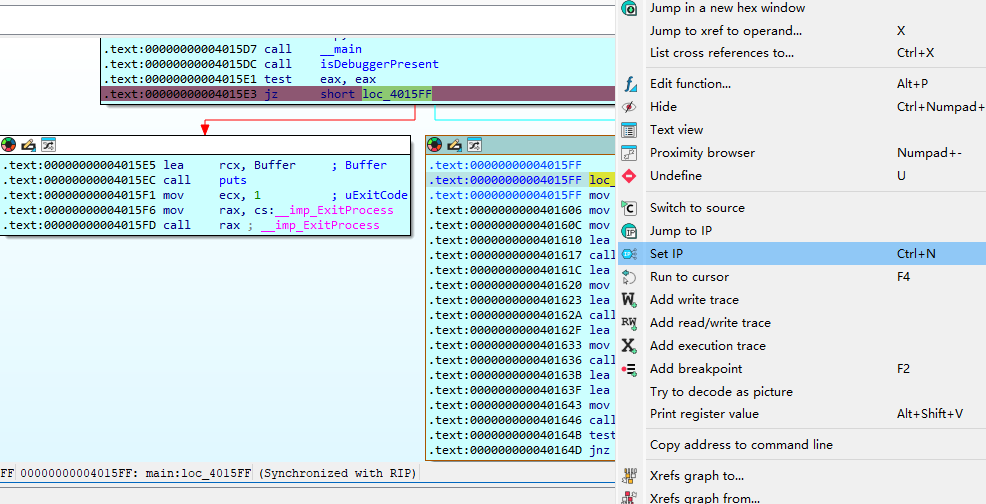 .text:00000000004015D7 call __main
.text:00000000004015DC call isDebuggerPresent
.text:00000000004015E1 test eax, eax
.text:00000000004015E3 jz short loc_4015FF
.text:00000000004015E5 lea rcx, Buffer ; Buffer
.text:00000000004015EC call puts
.text:00000000004015F1 mov ecx, 1 ; uExitCode
.text:00000000004015F6 mov rax, cs:__imp_ExitProcess
.text:00000000004015FD call rax ; __imp_ExitProcess
.text:00000000004015FF
.text:00000000004015FF loc_
.text:00000000004015FF mov
.text:0000000000401606 mov
.text:000000000040160C mov
.text:0000000000401610 lea
.text:0000000000401617 call
.text:000000000040161C lea
.text:0000000000401620 mov
.text:0000000000401623 lea
.text:000000000040162A call
.text:000000000040162F lea
.text:0000000000401633 mov
.text:0000000000401636 call
.text:000000000040163B lea
.text:000000000040163F lea
.text:0000000000401643 mov
.text:0000000000401646 call
.text:000000000040164B test
.text:000000000040164D jnz
FF 00000000004015FF: main:loc_4015FF (Synchronized with RIP)
Jump in a new hex window
Jump to xref to operand... X
List cross references to... Ctrl+X
Edit function... Alt+P
Hide Ctrl+Numpad+
Text view
Proximity browser Numpad+-
Undefine U
Switch to source
Jump to IP
Set IP Ctrl+N
Run to cursor F4
Add write trace
Add read/write trace
Add execution trace
Add breakpoint F2
Try to decode as picture
Print register value Alt+Shift+V
Copy address to command line
Xrefs graph to...
Xrefs graph from...